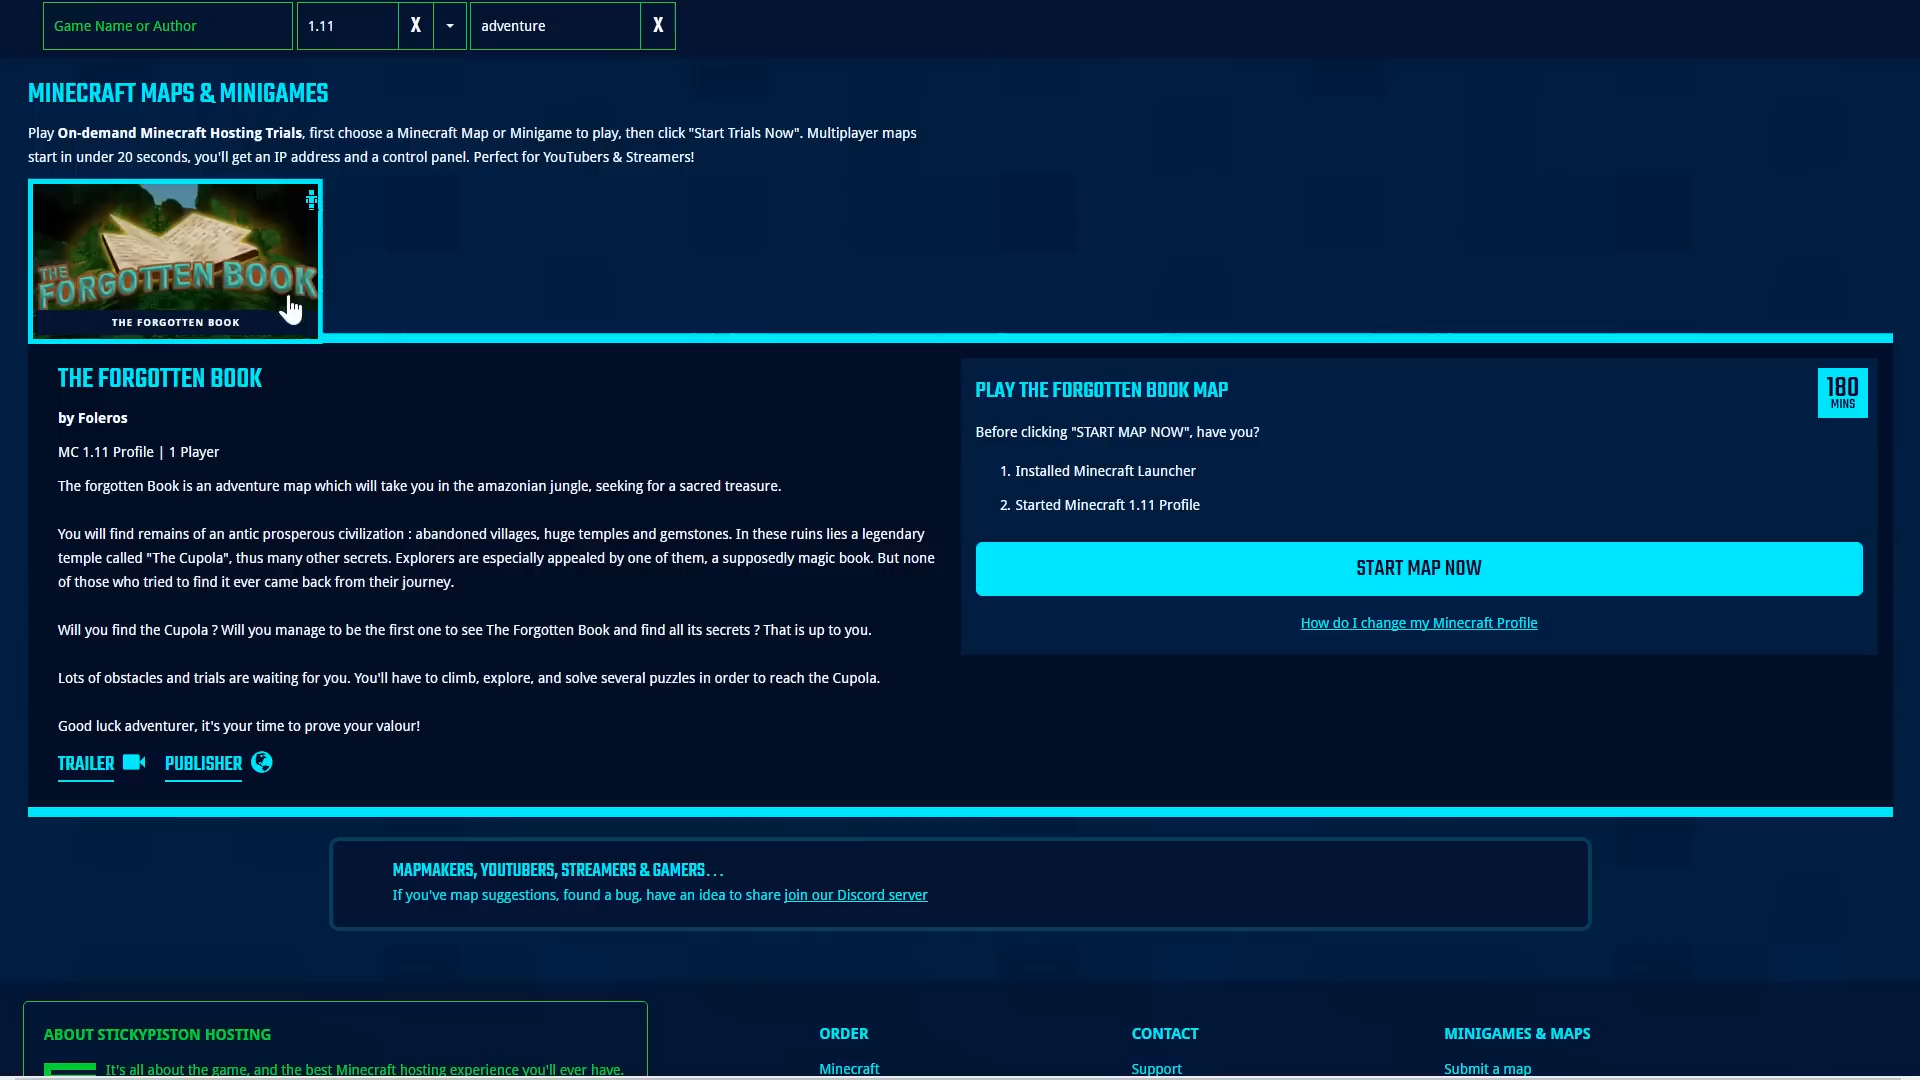 Game Name or Author
1.11
X
adventure
X
MINECRAFT MAPS & MINIGAMES
Play On-demand Minecraft Hosting Trials, first choose a Minecraft Map or Minigame to play, then click "Start Trials Now". Multiplayer maps
start in under 20 seconds, you'll get an IP address and a control panel. Perfect for YouTubers & Streamers!
THE
FORGOTTEN BOOK
THE FORGOTTEN BOOK
THE FORGOTTEN BOOK
by Foleros
MC 1.11 Profile | 1 Player
The forgotten Book is an adventure map which will take you in the amazonian jungle, seeking for a sacred treasure.
You will find remains of an antic prosperous civilization : abandoned villages, huge temples and gemstones. In these ruins lies a legendary
temple called "The Cupola", thus many other secrets. Explorers are especially appealed by one of them, a supposedly magic book. But none
of those who tried to find it ever came back from their journey.
Will you find the Cupola ? Will you manage to be the first one to see The Forgotten Book and find all its secrets ? That is up to you.
Lots of obstacles and trials are waiting for you. You'll have to climb, explore, and solve several puzzles in order to reach the Cupola.
Good luck adventurer, it's your time to prove your valour!
TRAILER
PUBLISHER
PLAY THE FORGOTTEN BOOK MAP
180
MINS
Before clicking "START MAP NOW", have you?
1. Installed Minecraft Launcher
2. Started Minecraft 1.11 Profile
START MAP NOW
How do I change my Minecraft Profile
MAPMAKERS, YOUTUBERS, STREAMERS & GAMERS...
If you've map suggestions, found a bug, have an idea to share join our Discord server
ABOUT STICKYPISTON HOSTING
It's all about the game, and the best Minecraft hosting experience you'll ever have.
ORDER
Minecraft
CONTACT
Support
MINIGAMES & MAPS
Submit a map